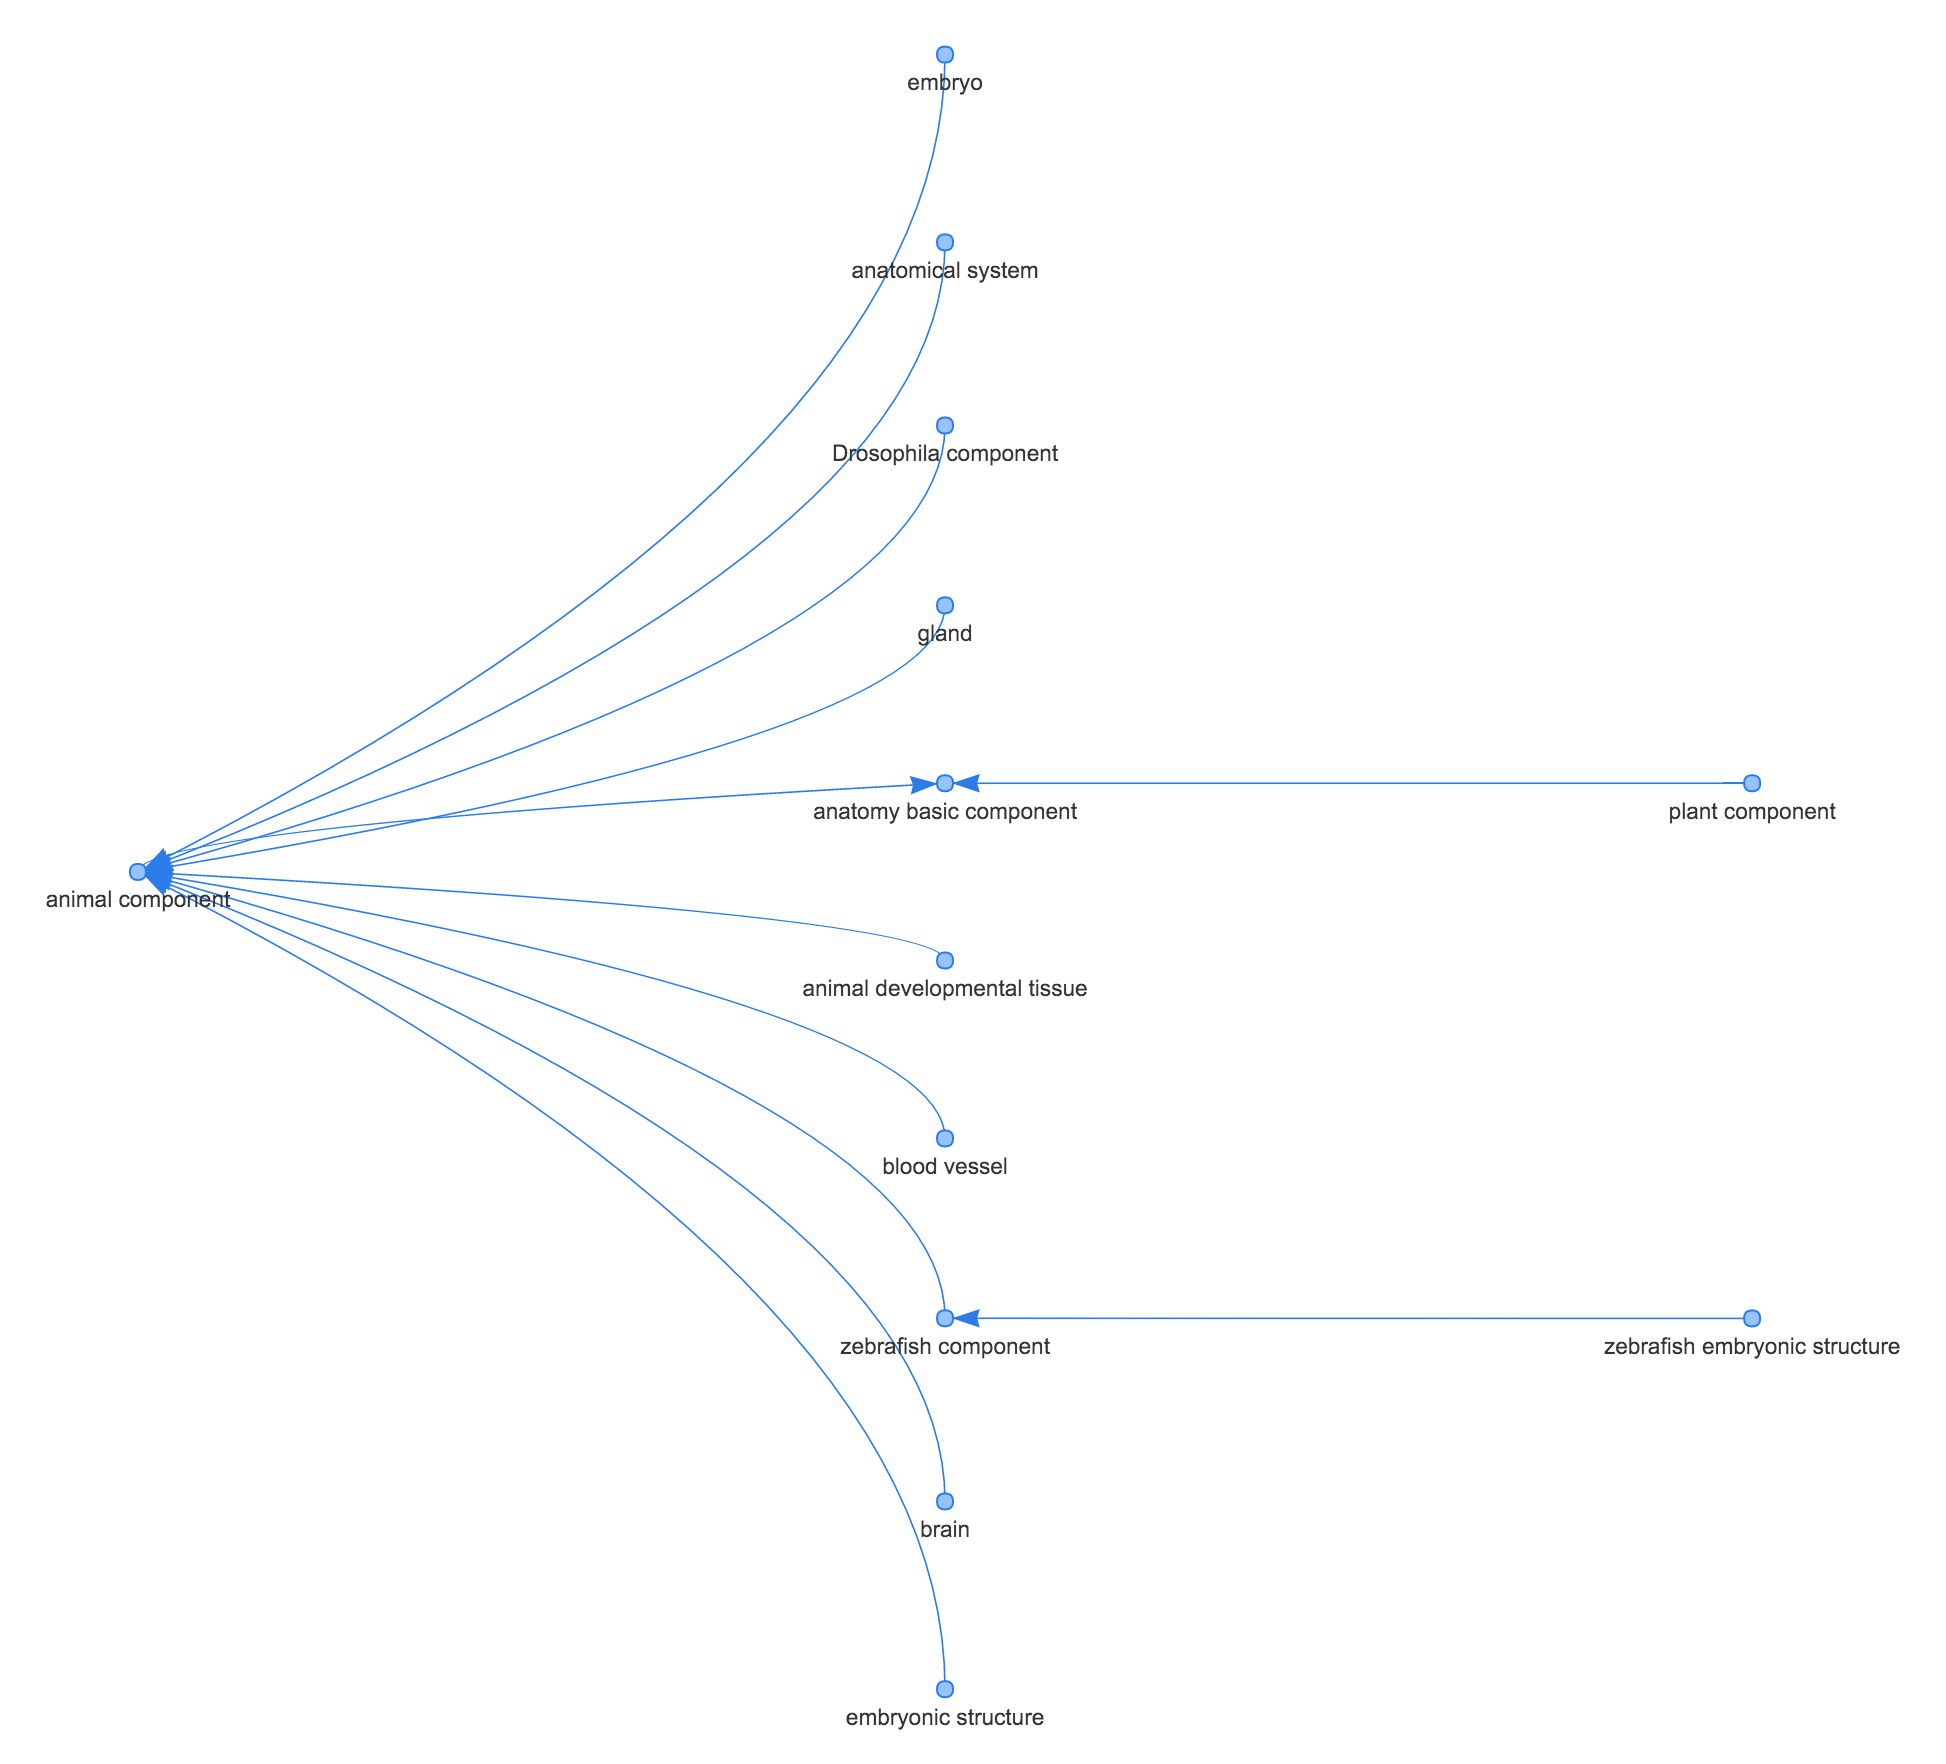 embryo
anatomical system
Drosophila component
gland
anatomy basic component
plant component
animal component
animal developmental tissue
blood vessel
zebrafish component
zebrafish embryonic structure
brain
embryonic structure